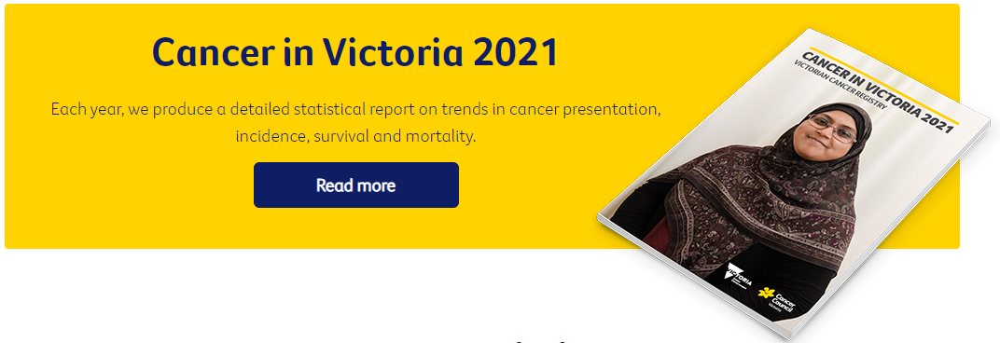 Cancer in Victoria 2021
Each year, we produce a detailed statistical report on trends in cancer presentation,
incidence, survival and mortality.
Read more
CANCER IN VICTORIA 2021
VICTORIAN CANCER REGISTRY
VICTORIA
Cancer
Council
Victoria